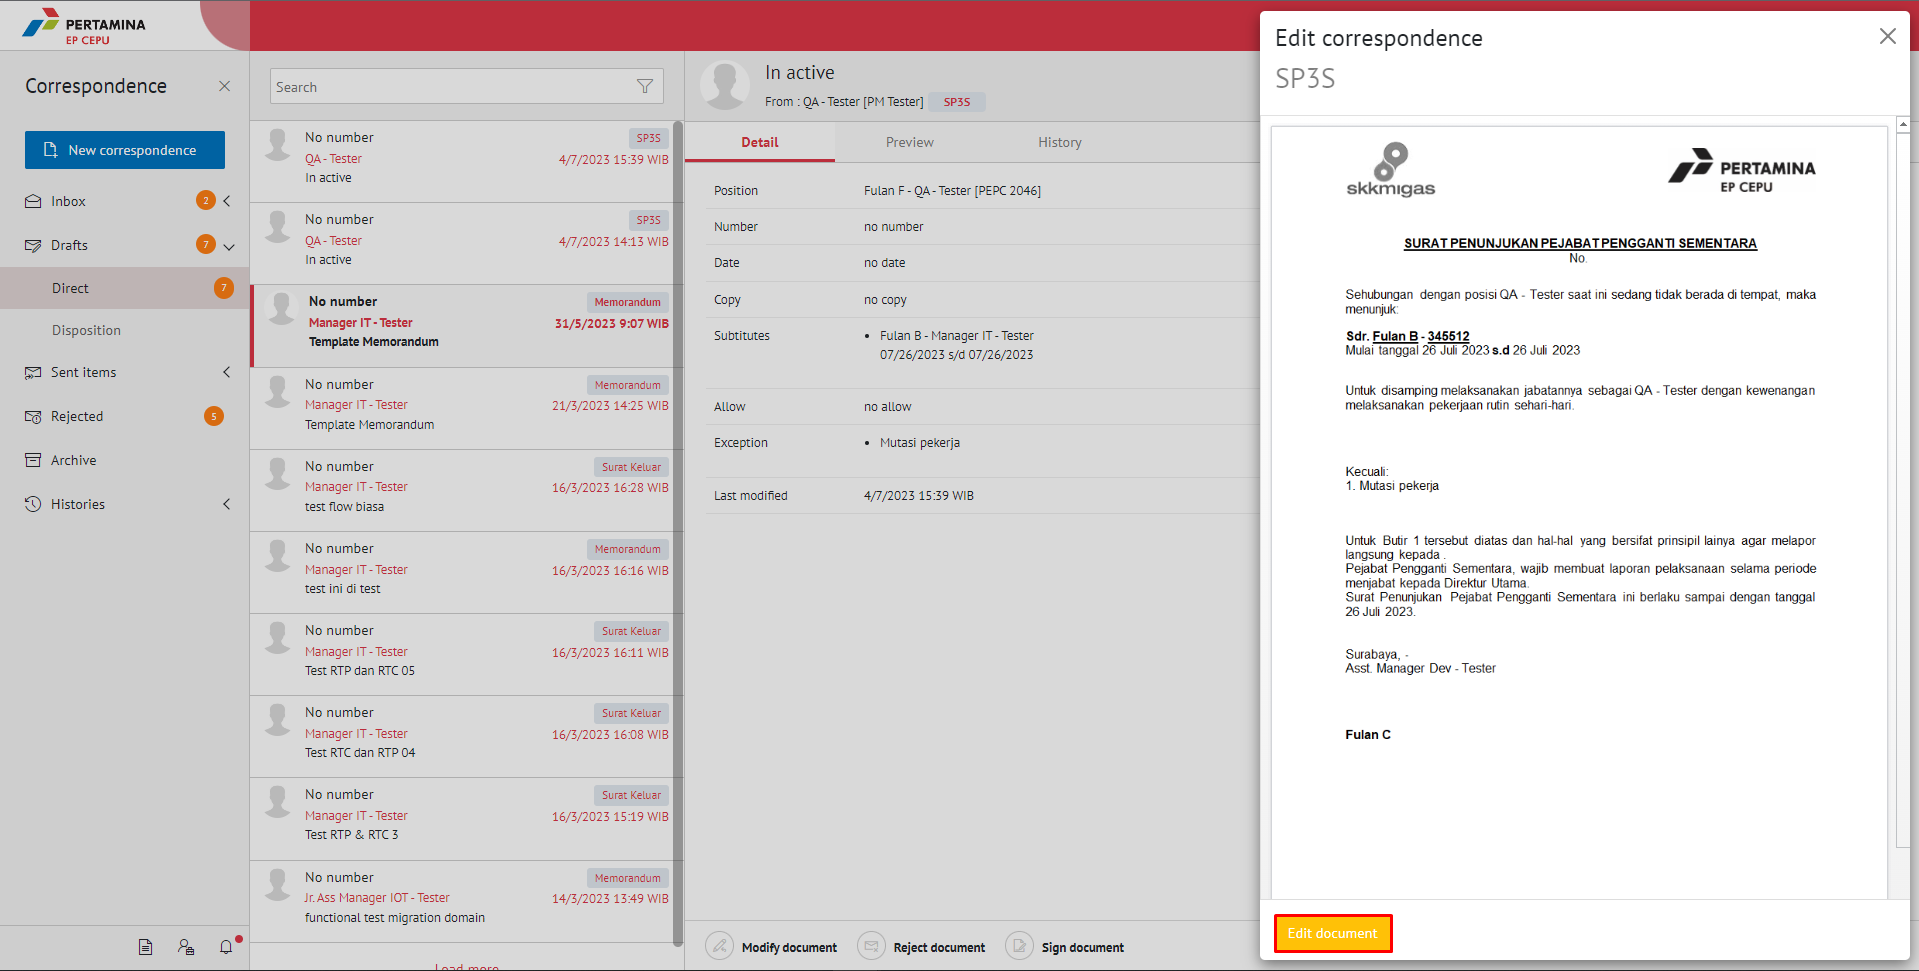 PERTAMINA
EP CEPU
Correspondence
New correspondence
Inbox
2
Drafts
7
Direct
7
Disposition
Sent items
Rejected
5
Archive
Histories
Search
No number
SP3S
QA - Tester
4/7/2023 15:39 WIB
In active
No number
SP3S
QA - Tester
4/7/2023 14:13 WIB
In active
No number
Memorandum
Manager IT - Tester
31/5/2023 9:07 WIB
Template Memorandum
No number
Memorandum
Manager IT - Tester
21/3/2023 14:25 WIB
Template Memorandum
No number
Surat Keluar
Manager IT - Tester
16/3/2023 16:28 WIB
test flow biasa
No number
Memorandum
Manager IT - Tester
16/3/2023 16:16 WIB
test ini di test
No number
Surat Keluar
Manager IT - Tester
16/3/2023 16:11 WIB
Test RTP dan RTC 05
No number
Surat Keluar
Manager IT - Tester
16/3/2023 16:08 WIB
Test RTC dan RTP 04
No number
Surat Keluar
Manager IT - Tester
16/3/2023 15:19 WIB
Test RTP & RTC 3
No number
Memorandum
Jr. Ass Manager IOT - Tester
14/3/2023 13:49 WIB
functional test migration domain
Load more
In active
From : QA - Tester [PM Tester] SP3S
Detail Preview History
Position Fulan F - QA - Tester [PEPC 2046]
Number no number
Date no date
Copy no copy
Subtitutes • Fulan B - Manager IT - Tester
07/26/2023 s/d 07/26/2023
Allow no allow
Exception • Mutasi pekerja
Last modified 4/7/2023 15:39 WIB
Modify document Reject document Sign document
Edit correspondence
SP3S
skkmigas
PERTAMINA
EP CEPU
SURAT PENUNJUKAN PEJABAT PENGGANTI SEMENTARA
No.
Sehubungan dengan posisi QA - Tester saat ini sedang tidak berada di tempat, maka
menunjuk:
Sdr. Fulan B - 345512
Mulai tanggal 26 Juli 2023 s.d 26 Juli 2023
Untuk disamping melaksanakan jabatannya sebagai QA - Tester dengan kewenangan
melaksanakan pekerjaan rutin sehari-hari.
Kecuali:
1. Mutasi pekerja
Untuk Butir 1 tersebut diatas dan hal-hal yang bersifat prinsipil lainya agar melapor
langsung kepada .
Pejabat Pengganti Sementara, wajib membuat laporan pelaksanaan selama periode
menjabat kepada Direktur Utama.
Surat Penunjukan Pejabat Pengganti Sementara ini berlaku sampai dengan tanggal
26 Juli 2023.
Surabaya, -
Asst. Manager Dev - Tester
Fulan C
Edit document